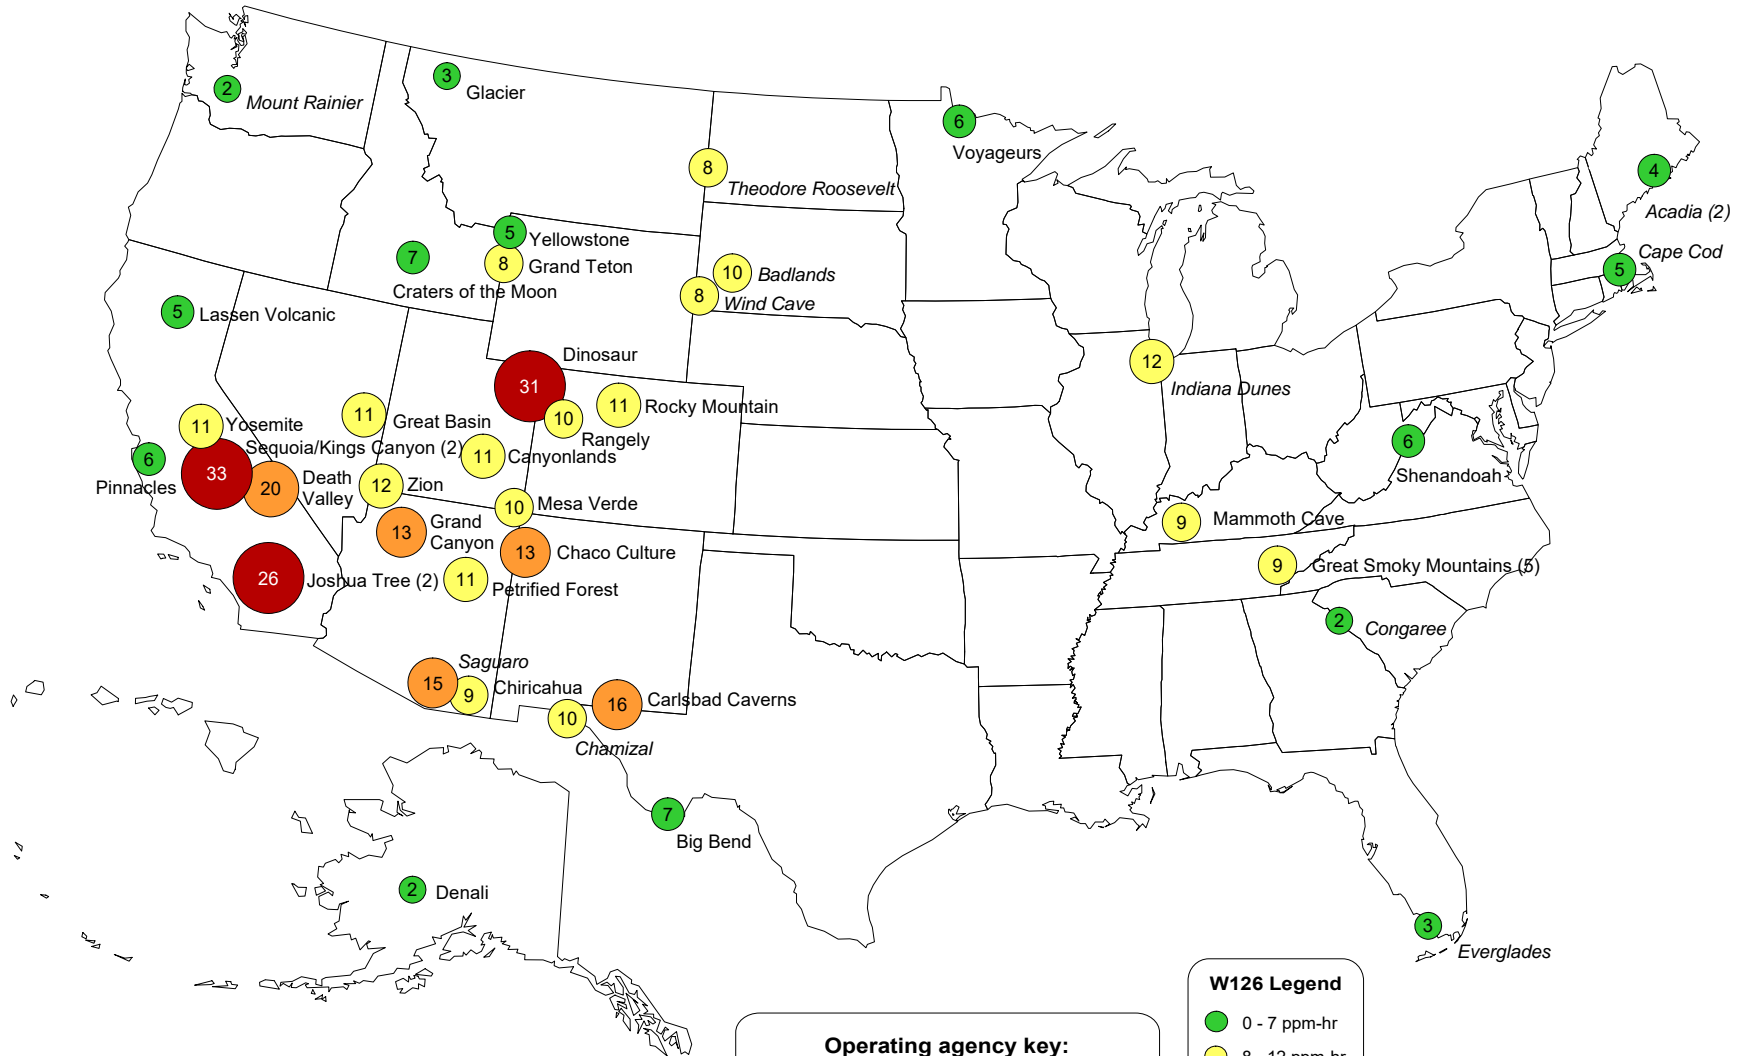 3
Glacier
2
Mount Rainier
6
Voyageurs
8
Theodore Roosevelt
4
Acadia (2)
5
Yellowstone
7
8
Grand Teton
Craters of the Moon
10
Badlands
8
Wind Cave
Cape Cod
5
5
Lassen Volcanic
Dinosaur
31
12
Indiana Dunes
11
Yosemite
11
Great Basin
10
Rangely
11
Rocky Mountain
6
Pinnacles
Sequoia/Kings Canyon (2)
33
11
Canyonlands
6
Shenandoah
20
Death
Valley
12
Zion
10
Mesa Verde
13
Grand
Canyon
13
Chaco Culture
9
Mammoth Cave
9
Great Smoky Mountains (5)
26
Joshua Tree (2)
11
Petrified Forest
2
Congaree
Saguaro
15
9
Chiricahua
16
Carlsbad Caverns
10
Chamizal
7
Big Bend
2
Denali
3
Everglades
W126 Legend
0 - 7 ppm-hr
8 - 12 ppm-hr
Operating agency key: